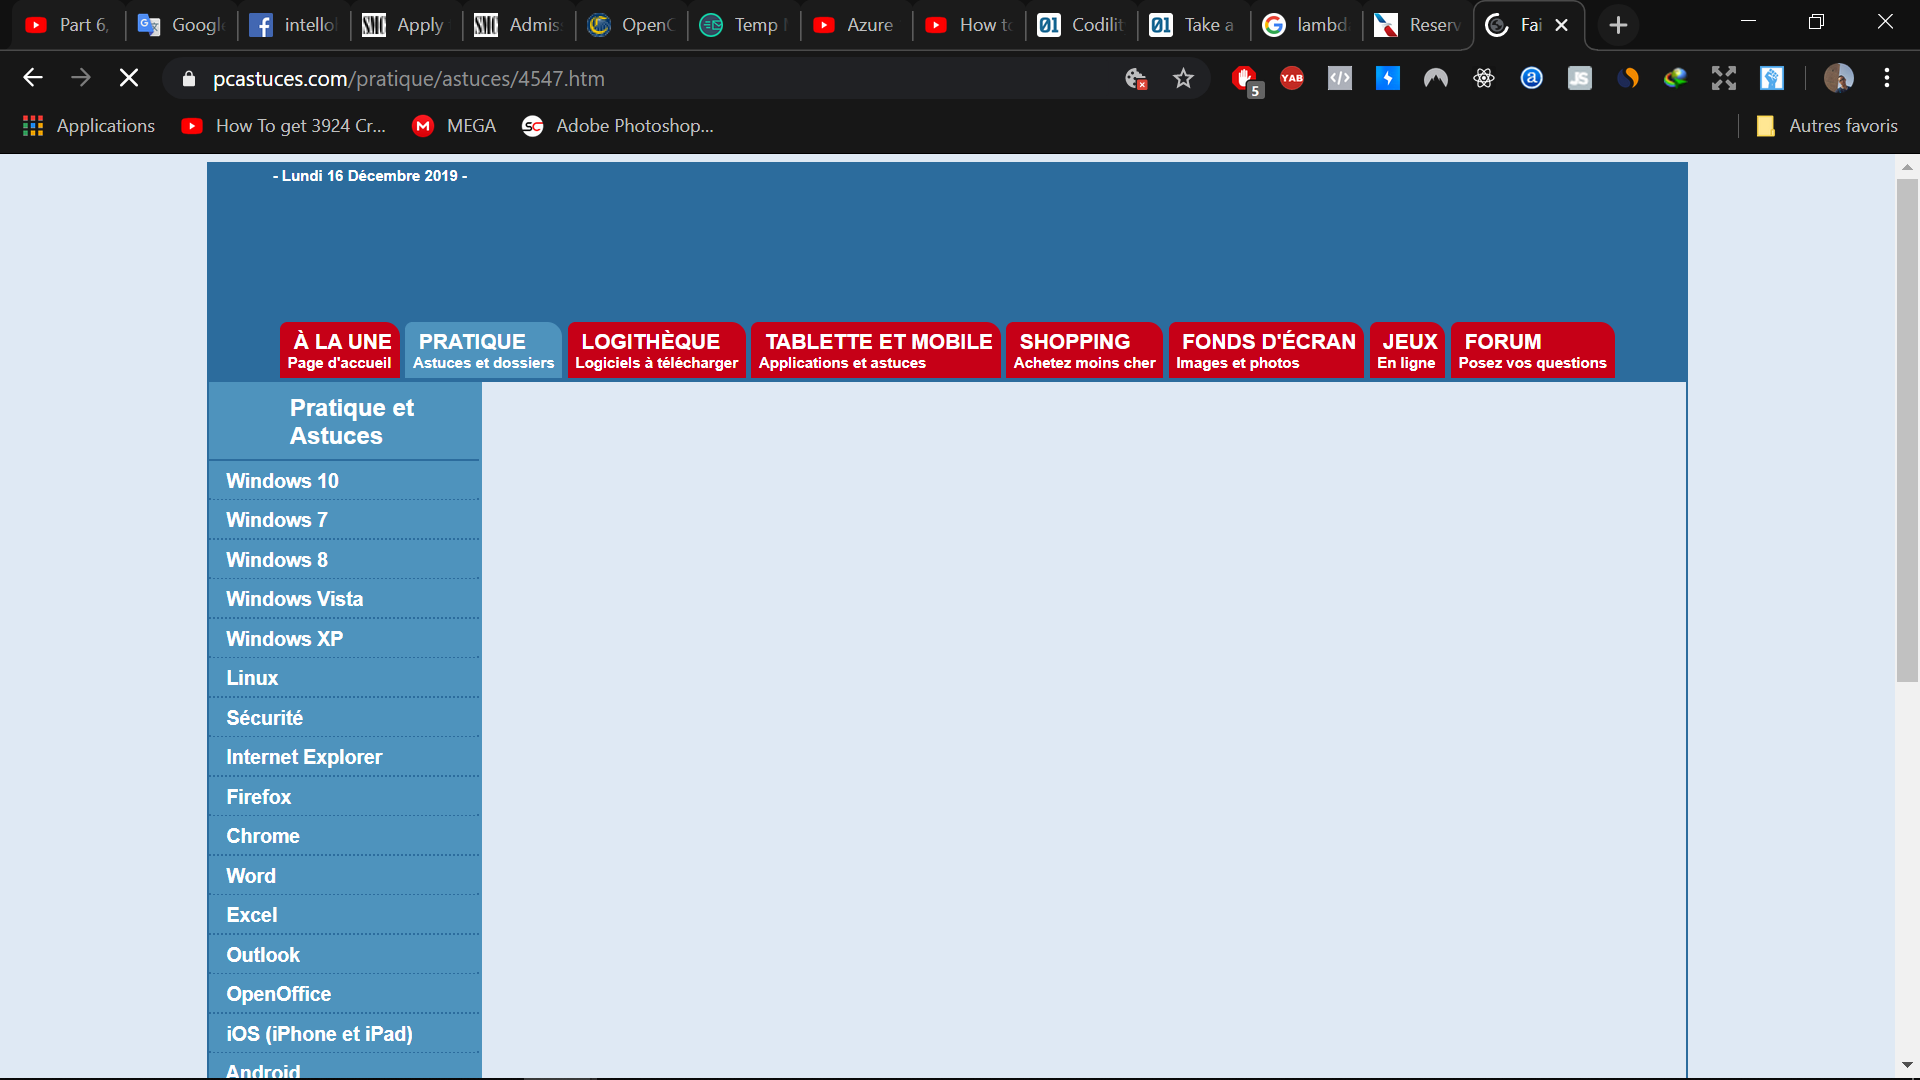 Part 6,
Google
intellol
Apply
Admis
OpenC
Temp
Azure
How to
Codilit
Take a
lambd
Reserv
Fai
pcastuces.com/pratique/astuces/4547.htm
5
YAB
JS
Applications
How To get 3924 Cr...
MEGA
Adobe Photoshop...
Autres favoris
- Lundi 16 Décembre 2019 -
À LA UNE
Page d'accueil
PRATIQUE
Astuces et dossiers
LOGITHÈQUE
Logiciels à télécharger
TABLETTE ET MOBILE
Applications et astuces
SHOPPING
Achetez moins cher
FONDS D'ÉCRAN
Images et photos
JEUX
En ligne
FORUM
Posez vos questions
Pratique et
Astuces
Windows 10
Windows 7
Windows 8
Windows Vista
Windows XP
Linux
Sécurité
Internet Explorer
Firefox
Chrome
Word
Excel
Outlook
OpenOffice
iOS (iPhone et iPad)
Android